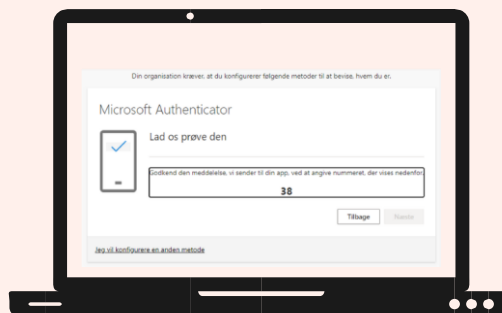 Din organisation kræver, at du konfigurerer følgende metoder til at bevise, hvem du er.
Microsoft Authenticator
Lad os prøve den
Godkend den meddelelse, vi sender til din app, ved at angive nummeret, der vises nedenfor.
38
Tilbage Næste
Jeg vil konfigurere en anden metode